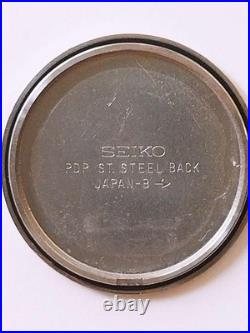 SEIKO
PDP ST. STEEL BACK
JAPAN-B